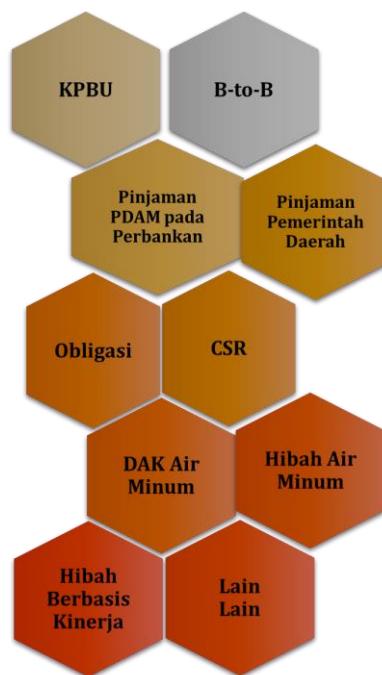 KPBU
B-to-B
Pinjaman
PDAM pada
Perbankan
Pinjaman
Pemerintah
Daerah
Obligasi
CSR
DAK Air
Minum
Hibah Air
Minum
Hibah
Berbasis
Kinerja
Lain
Lain